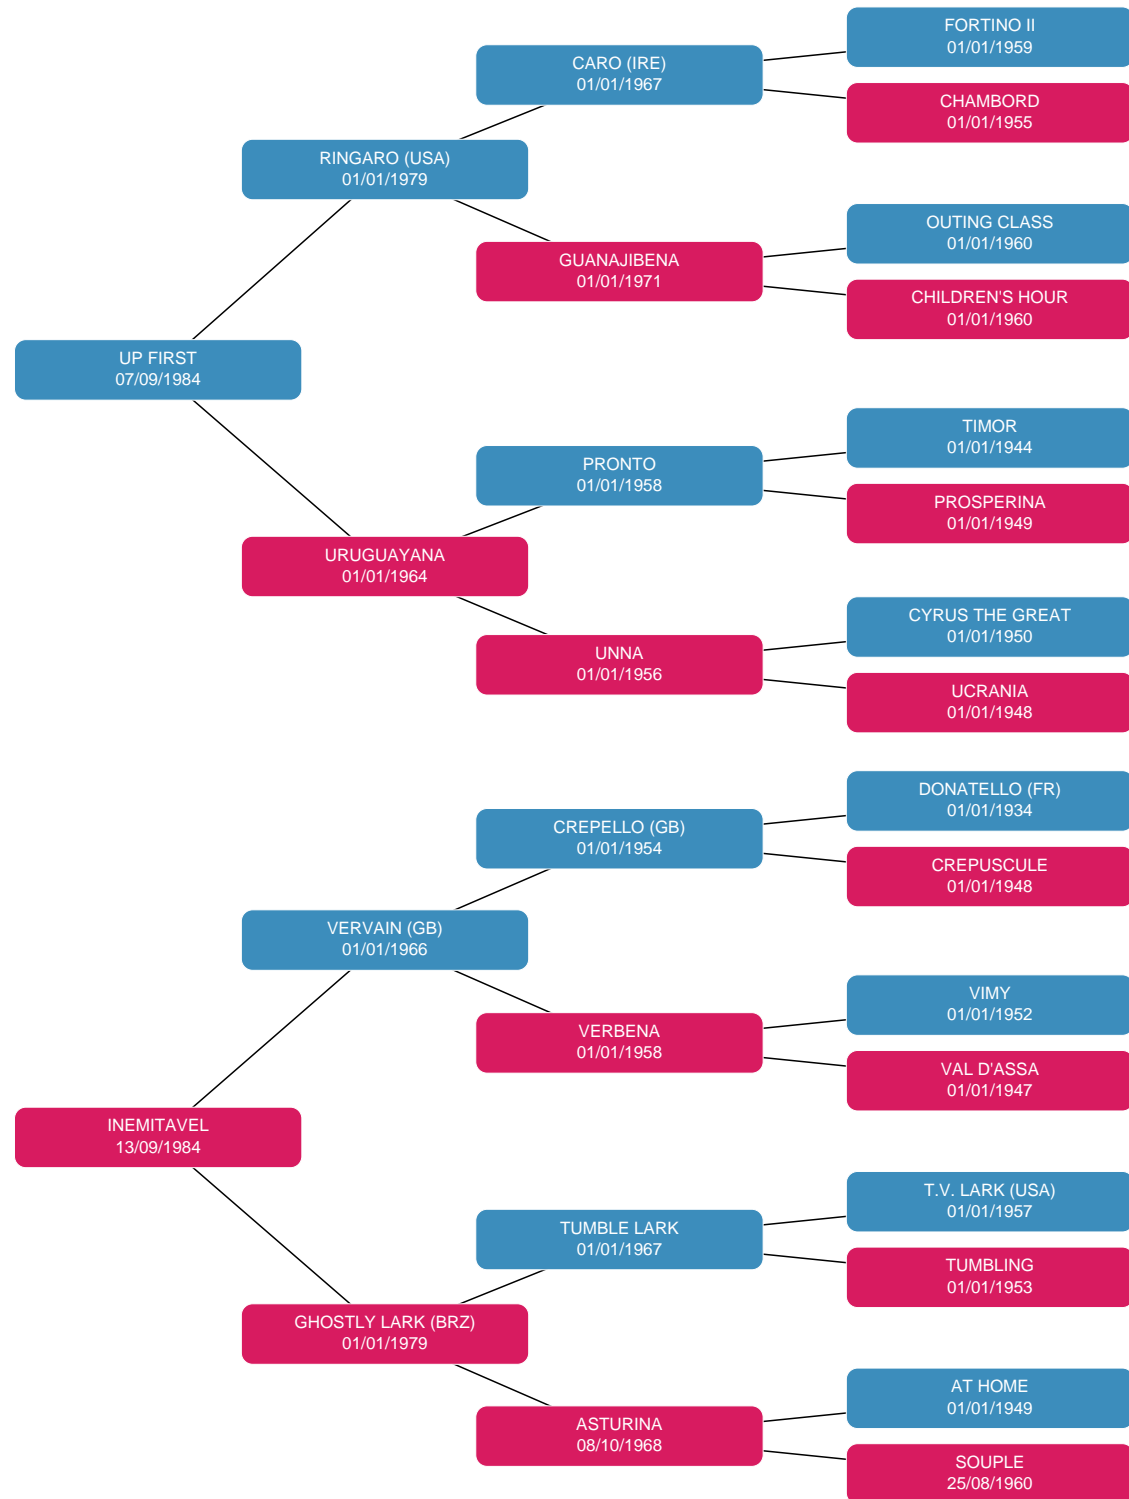 FORTINO II
01/01/1959
CARO (IRE)
01/01/1967
CHAMBORD
01/01/1955
RINGARO (USA)
01/01/1979
OUTING CLASS
01/01/1960
GUANAJIBENA
01/01/1971
CHILDREN'S HOUR
01/01/1960
UP FIRST
07/09/1984
TIMOR
01/01/1944
PRONTO
01/01/1958
PROSPERINA
01/01/1949
URUGUAYANA
01/01/1964
CYRUS THE GREAT
01/01/1950
UNNA
01/01/1956
UCRANIA
01/01/1948
DONATELLO (FR)
01/01/1934
CREPELLO (GB)
01/01/1954
CREPUSCULE
01/01/1948
VERVAIN (GB)
01/01/1966
VIMY
01/01/1952
VERBENA
01/01/1958
VAL D'ASSA
01/01/1947
INEMITAVEL
13/09/1984
T.V. LARK (USA)
01/01/1957
TUMBLE LARK
01/01/1967
TUMBLING
01/01/1953
GHOSTLY LARK (BRZ)
01/01/1979
AT HOME
01/01/1949
ASTURINA
08/10/1968
SOUPLE
25/08/1960